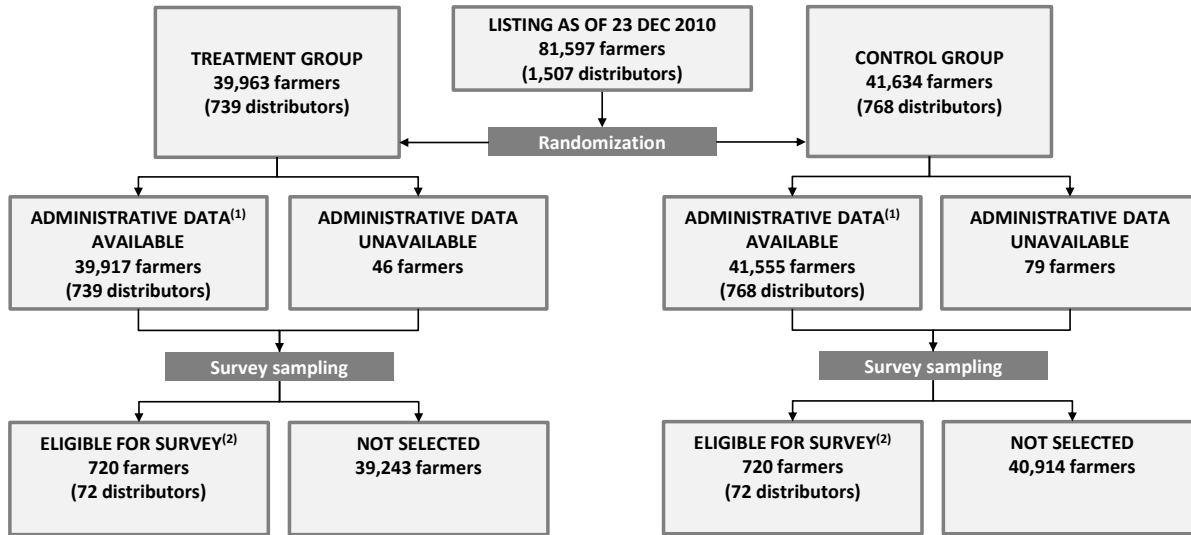 LISTING AS OF 23 DEC 2010
81,597 farmers
(1,507 distributors)
TREATMENT GROUP
39,963 farmers
(739 distributors)
CONTROL GROUP
41,634 farmers
(768 distributors)
Randomization
ADMINISTRATIVE DATA(1)
AVAILABLE
39,917 farmers
(739 distributors)
ADMINISTRATIVE DATA
UNAVAILABLE
46 farmers
ADMINISTRATIVE DATA(1)
AVAILABLE
41,555 farmers
(768 distributors)
ADMINISTRATIVE DATA
UNAVAILABLE
79 farmers
Survey sampling
Survey sampling
ELIGIBLE FOR SURVEY(2)
720 farmers
(72 distributors)
NOT SELECTED
39,243 farmers
ELIGIBLE FOR SURVEY(2)
720 farmers
(72 distributors)
NOT SELECTED
40,914 farmers